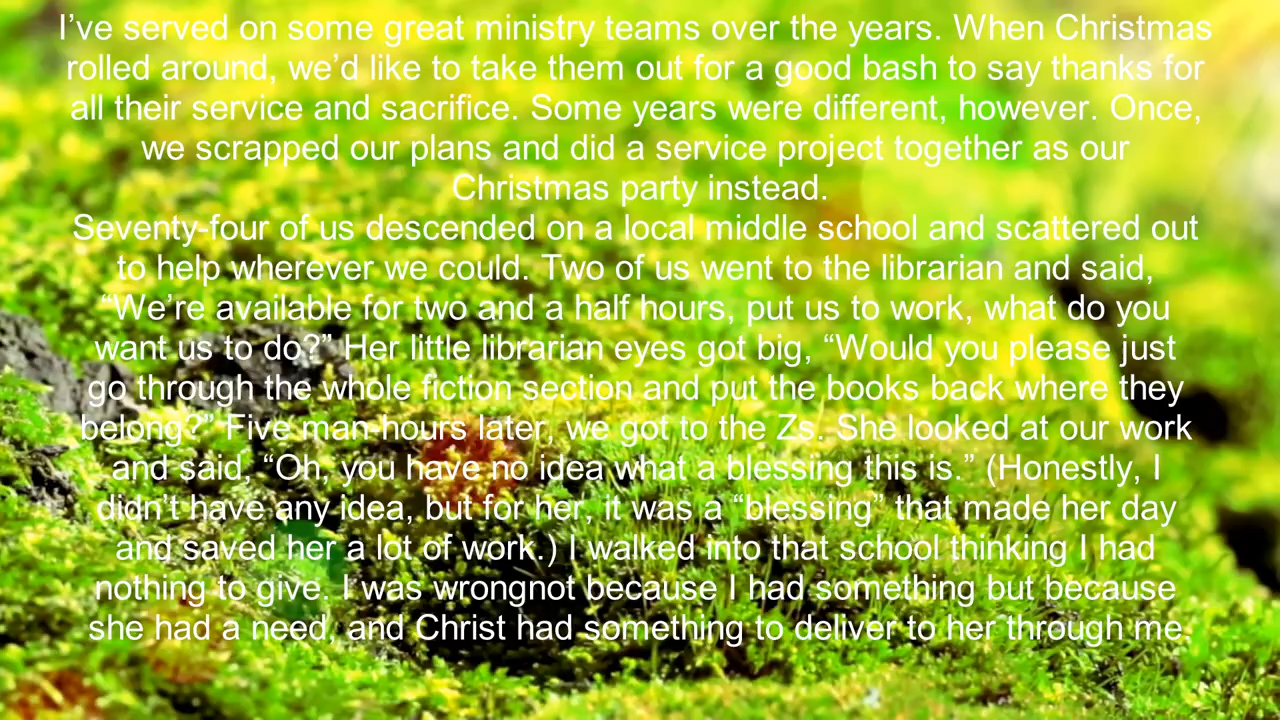 I’ve served on some great ministry teams over the years. When Christmas
rolled around, we’d like to take them out for a good bash to say thanks for
all their service and sacrifice. Some years were different, however. Once,
we scrapped our plans and did a service project together as our
Christmas party instead.
Seventy-four of us descended on a local middle school and scattered out
to help wherever we could. Two of us went to the librarian and said,
“We’re available for two and a half hours, put us to work, what do you
want us to do?” Her little librarian eyes got big, “Would you please just
go through the whole fiction section and put the books back where they
belong?” Five man-hours later, we got to the Zs. She looked at our work
and said, “Oh, you have no idea what a blessing this is.” (Honestly, I
didn’t have any idea, but for her, it was a “blessing” that made her day
and saved her a lot of work.) I walked into that school thinking I had
nothing to give. I was wrongnot because I had something but because
she had a need, and Christ had something to deliver to her through me.